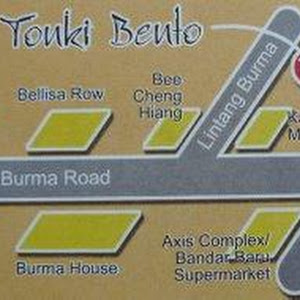 Tonki Bento
Bee
Cheng
Hiang
Bellisa Row
Lintang Burma
Burma Road
Axis Complex/
Bandar Baru
Supermarket
Burma House